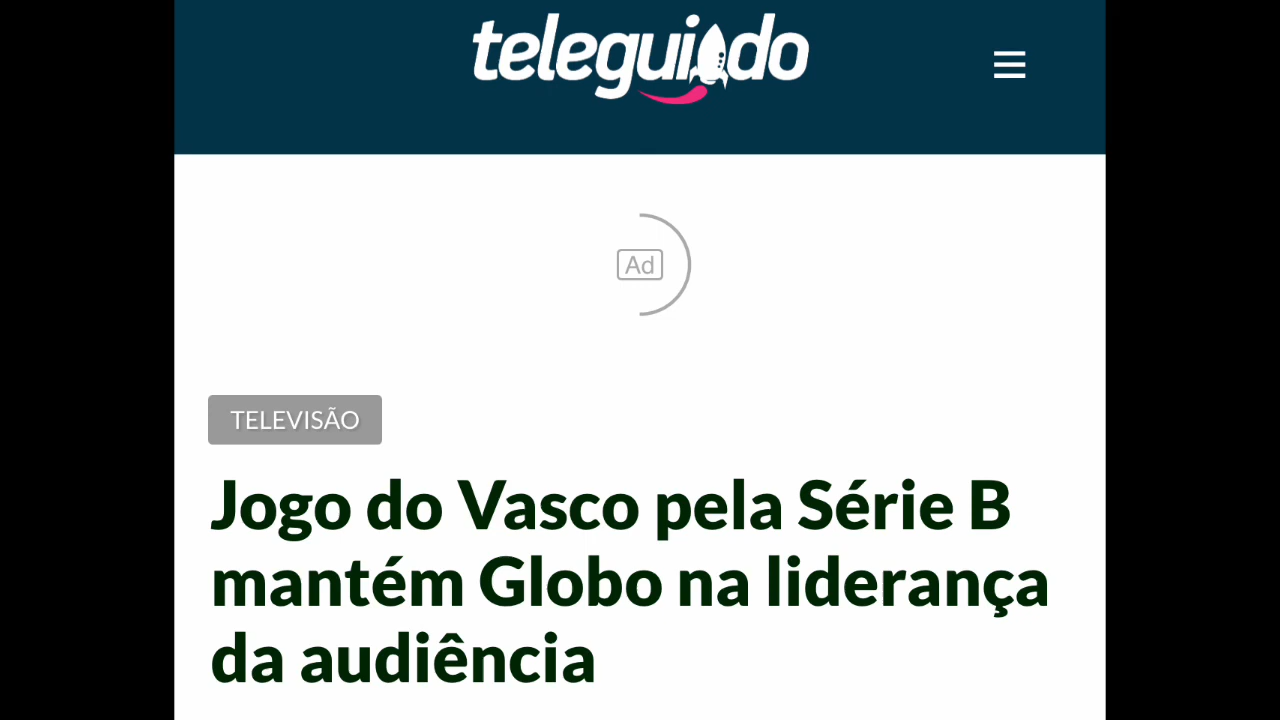 teleguiado
Ad
TELEVISÃO
Jogo do Vasco pela Série B
mantém Globo na liderança
da audiência